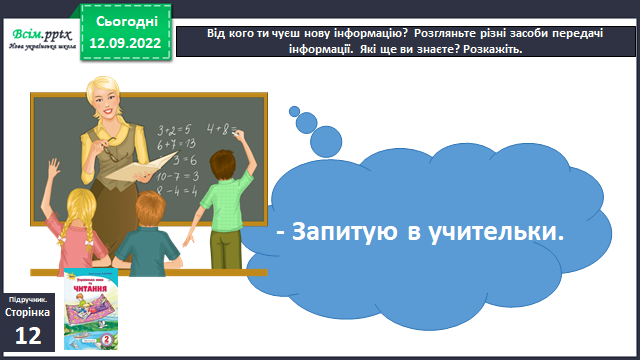 Всім.pptx
Нова українська школа
Сьогодні
12.09.2022
Від кого ти чуєш нову інформацію? Розгляньте різні засоби передачі
інформації. Які ще ви знаєте? Розкажіть.
3+2=5
4+8=
6+7=13
3=6
10-7=3
8-4=4
- Запитую в учительки.
Підручник.
Сторінка
12
ЧИТАННЯ
2